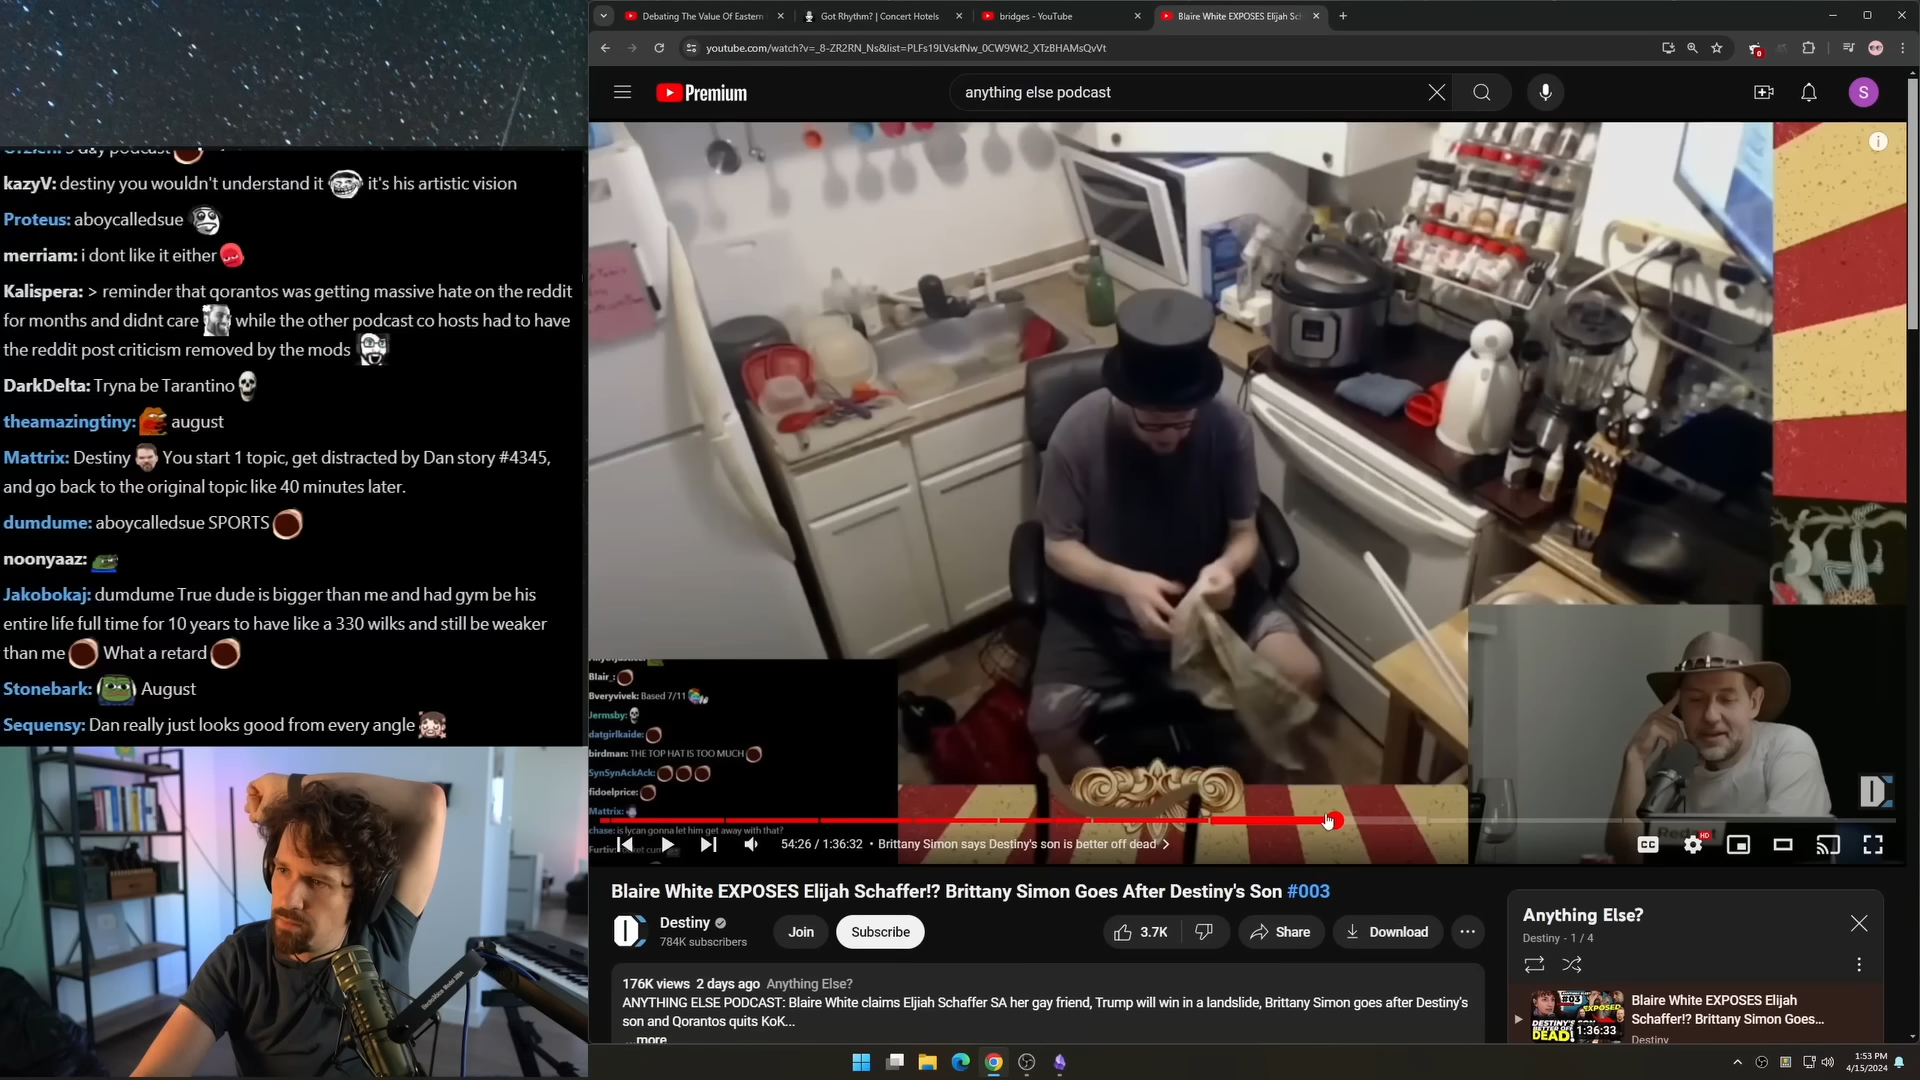 Debating The Value Of Eastern
Got Rhythm? | Concert Hotels
bridges - YouTube
Blaire White EXPOSES Elijah Sc
youtube.com/watch?v=_8-ZR2RN_Ns&list=PLFs19LVskfNw_0CW9Wt2_XTzBHAMsQvVt
0
Premium
anything else podcast
S
kazyV: destiny you wouldn't understand it it's his artistic vision
Proteus: aboycalledsue
merriam: i dont like it either
Kalispera: > reminder that qorantos was getting massive hate on the reddit
for months and didnt care while the other podcast co hosts had to have
the reddit post criticism removed by the mods
DarkDelta: Tryna be Tarantino
theamazingtiny: august
Mattrix: Destiny You start 1 topic, get distracted by Dan story #4345,
and go back to the original topic like 40 minutes later.
dumdume: aboycalledsue SPORTS
noonyaaz:
Jakobokaj: dumdume True dude is bigger than me and had gym be his
entire life full time for 10 years to have like a 330 wilks and still be weaker
than me What a retard
Stonebark: August
Sequensy: Dan really just looks good from every angle
Blair_:
Bveryvivek: Based 7/11
Jermsby:
datgirlkaide:
birdman: THE TOP HAT IS TOO MUCH
SynSynAckAck:
fidoelprice:
Mattrix:
chase: is lycan gonna let him get away with that?
54:26 / 1:36:32 • Brittany Simon says Destiny's son is better off dead
CC
HD
Blaire White EXPOSES Elijah Schaffer!? Brittany Simon Goes After Destiny's Son #003
Destiny
784K subscribers
Join
Subscribe
3.7K
Share
Download
176K views 2 days ago Anything Else?
ANYTHING ELSE PODCAST: Blaire White claims Eljiah Schaffer SA her gay friend, Trump will win in a landslide, Brittany Simon goes after Destiny's
son and Qorantos quits KoK...
...more
Anything Else?
Destiny - 1 / 4
Blaire White EXPOSES Elijah
Schaffer!? Brittany Simon Goes...
Destiny
#03
EXPOSED
DESTINY'S SON
BETTER OFF
DEAD!
1:36:33
1:53 PM
4/15/2024